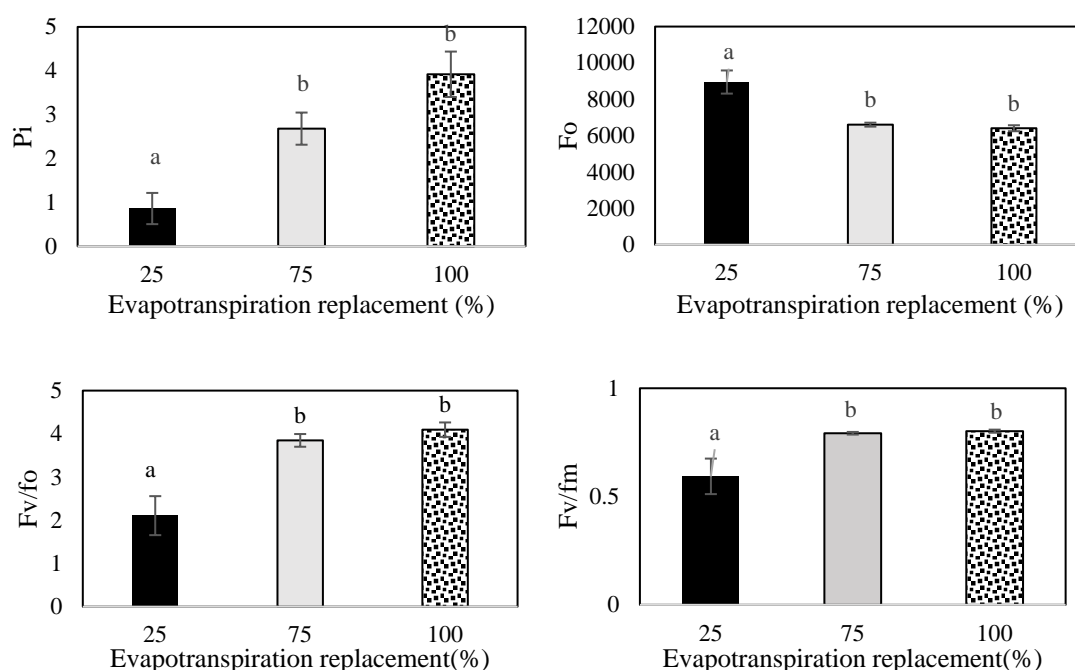 5
4
3
2
1
0
Pi
a
b
b
25 75 100
Evapotranspiration replacement (%)
12000
10000
8000
6000
4000
2000
0
Fo
a
b
b
25 75 100
Evapotranspiration replacement (%)
5
4
3
2
1
0
Fv/fo
a
b
b
25 75 100
Evapotranspiration replacement(%)
1
0.5
0
Fv/fm
a
b
b
25 75 100
Evapotranspiration replacement(%)